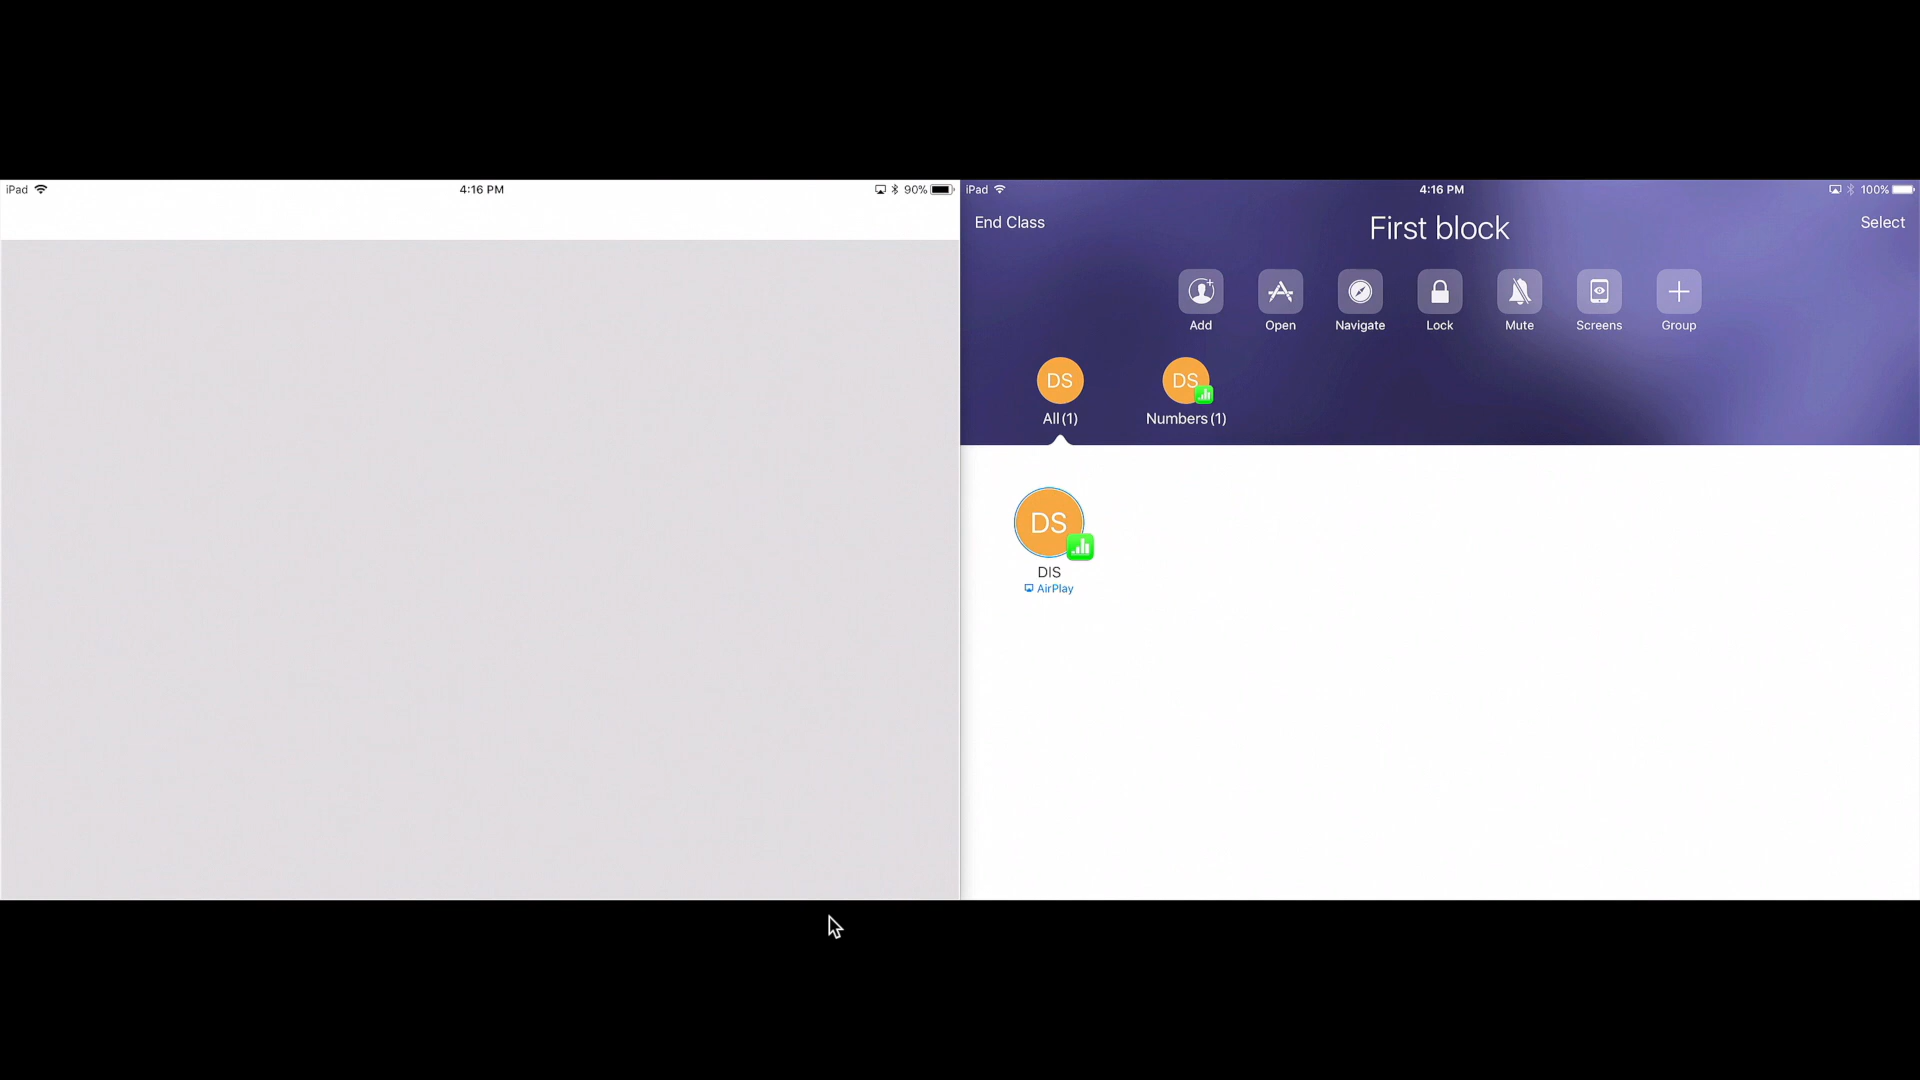 iPad 4:16 PM 90%
iPad 4:16 PM 100%
End Class First block Select
Add Open Navigate Lock Mute Screens Group
DS DS
All (1) Numbers (1)
DS
DIS
AirPlay